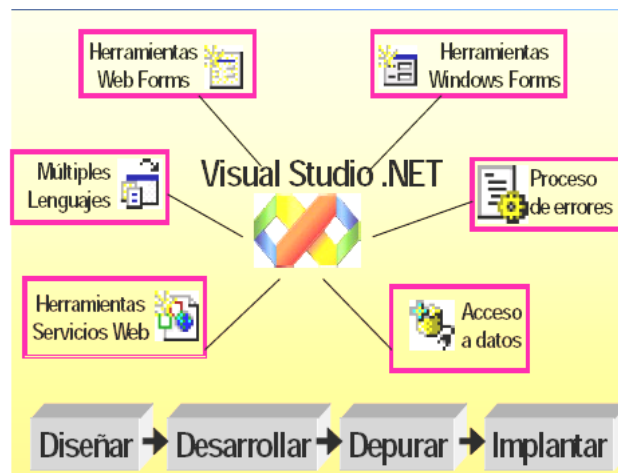 Herramientas
Web Forms
Herramientas
Windows Forms
Múltiples
Lenguajes
Visual Studio .NET
Proceso
de errores
Herramientas
Servicios Web
Acceso
a datos
Diseñar
Desarrollar
Depurar
Implantar